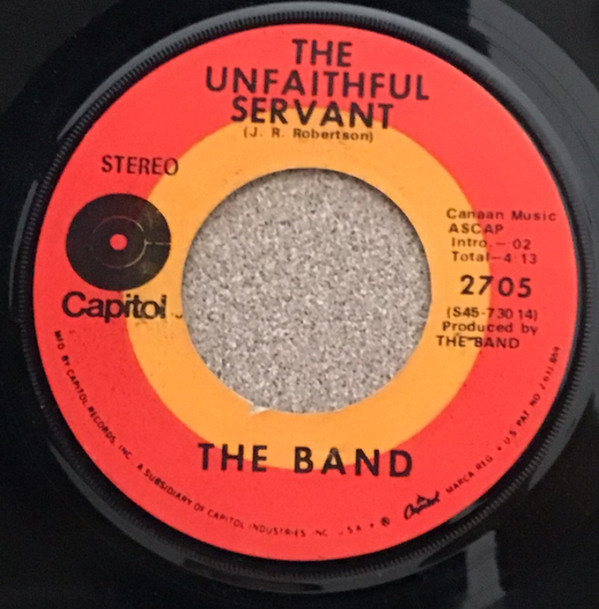 THE
UNFAITHFUL
SERVANT
(J. R. Robertson)
STEREO
Capitol
Canaan Music
ASCAP
Intro.—02
Total—4:13
2705
(S45-73014)
Produced by
THE BAND
THE BAND
MFD. BY CAPITOL RECORDS, INC. A SUBSIDIARY OF CAPITOL INDUSTRIES INC. U.S.A. • ® Capitol MARCA REG. • U.S. PAT. NO.